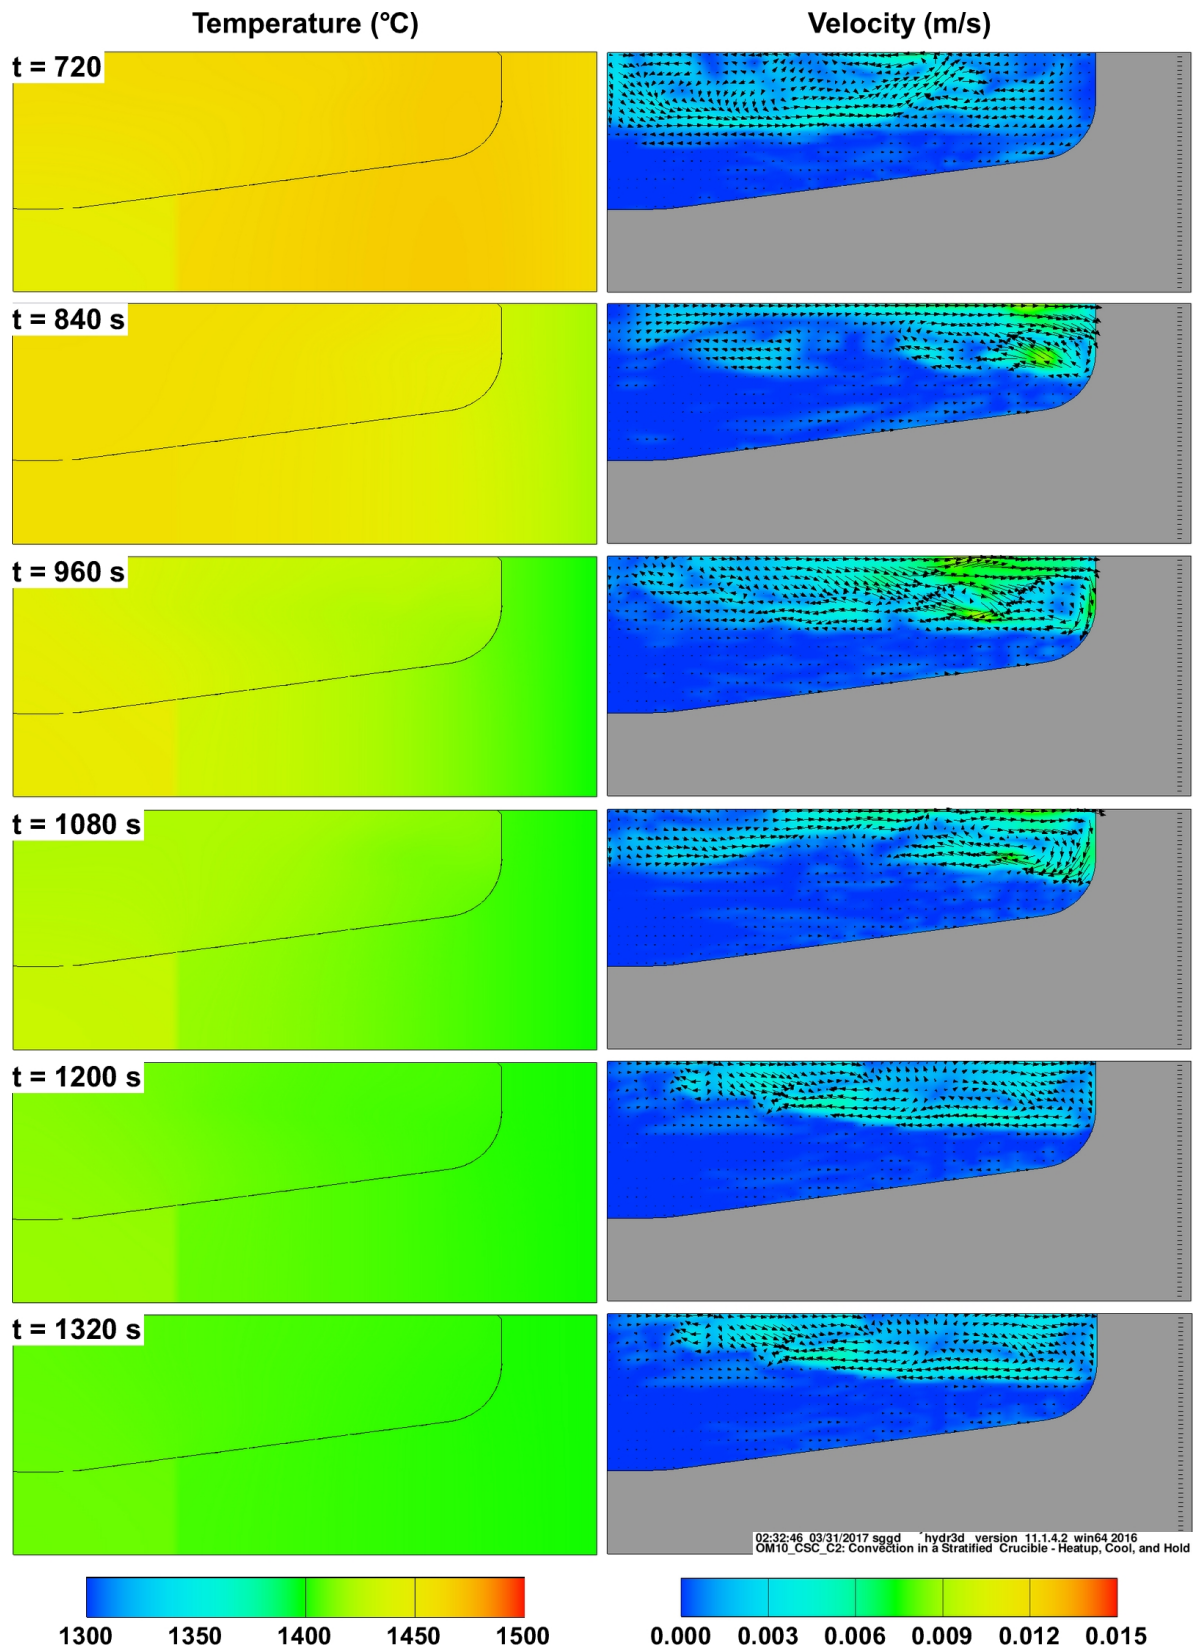 Temperature (°C)
Velocity (m/s)
t = 720
t = 840 s
t = 960 s
t = 1080 s
t = 1200 s
t = 1320 s
02:32:46 03/31/2017 sggd hydr3d version 11.1.4.2 win64 2016
OM10_CSC_C2: Convection in a Stratified Crucible - Heatup, Cool, and Hold
1300 1350 1400 1450 1500
0.000 0.003 0.006 0.009 0.012 0.015